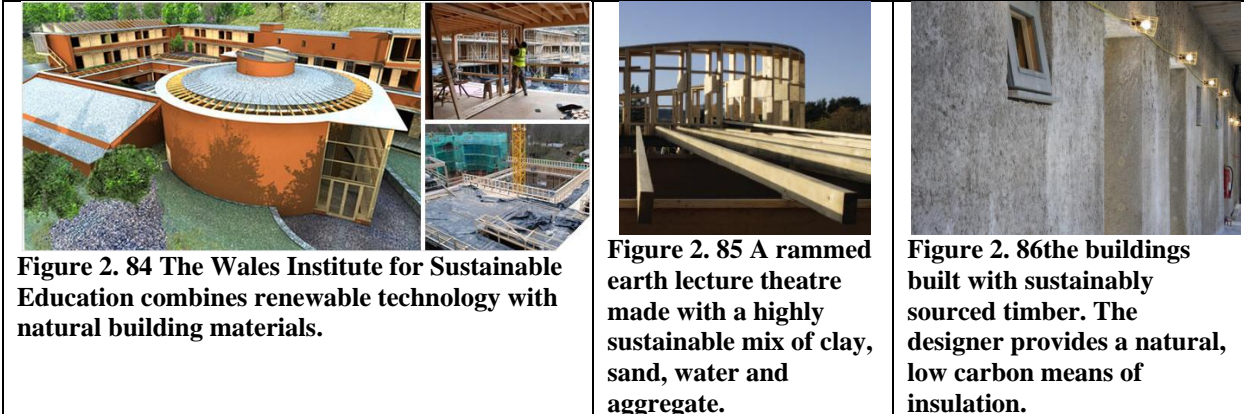 Figure 2. 84 The Wales Institute for Sustainable
Education combines renewable technology with
natural building materials.
Figure 2. 85 A rammed
earth lecture theatre
made with a highly
sustainable mix of clay,
sand, water and
aggregate.
Figure 2. 86the buildings
built with sustainably
sourced timber. The
designer provides a natural,
low carbon means of
insulation.